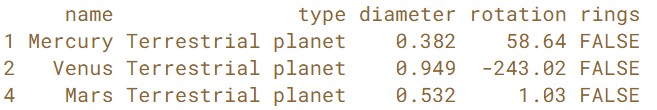 name type diameter rotation rings
1 Mercury Terrestrial planet 0.382 58.64 FALSE
2 Venus Terrestrial planet 0.949 -243.02 FALSE
4 Mars Terrestrial planet 0.532 1.03 FALSE